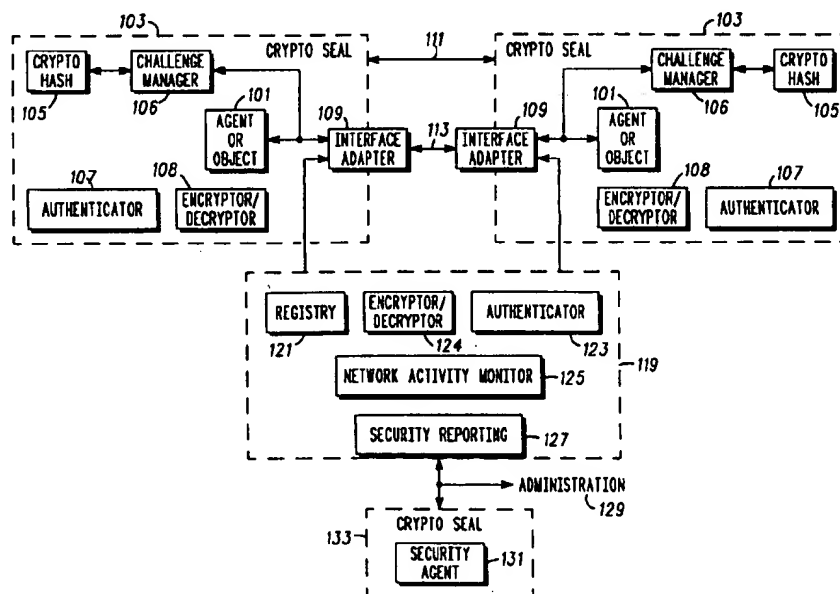 103
111
103
CRYPTO SEAL
CRYPTO SEAL
CRYPTO
HASH
105
CHALLENGE
MANAGER
106
CHALLENGE
MANAGER
106
CRYPTO
HASH
105
101
AGENT
OR
OBJECT
109
INTERFACE
ADAPTER
113
109
INTERFACE
ADAPTER
101
AGENT
OR
OBJECT
107
AUTHENTICATOR
108
ENCRYPTOR/
DECRYPTOR
108
ENCRYPTOR/
DECRYPTOR
107
AUTHENTICATOR
REGISTRY
121
ENCRYPTOR/
DECRYPTOR
124
AUTHENTICATOR
123
119
NETWORK ACTIVITY MONITOR
125
SECURITY REPORTING
127
ADMINISTRATION
129
CRYPTO SEAL
133
SECURITY
AGENT
131